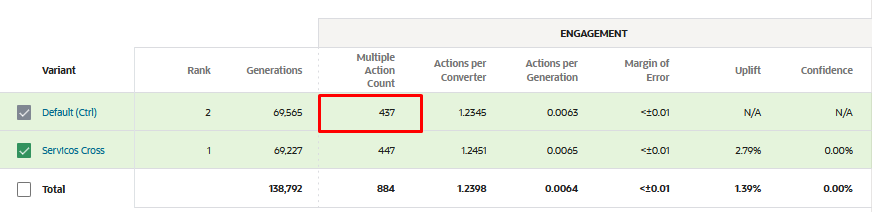 ENGAGEMENT
Variant Rank Generations Multiple Action Count Actions per Converter Actions per Generation Margin of Error Uplift Confidence
Default (Ctrl) 2 69,565 437 1.2345 0.0063 <±0.01 N/A N/A
Servicos Cross 1 69,227 447 1.2451 0.0065 <±0.01 2.79% 0.00%
Total 138,792 884 1.2398 0.0064 <±0.01 1.39% 0.00%